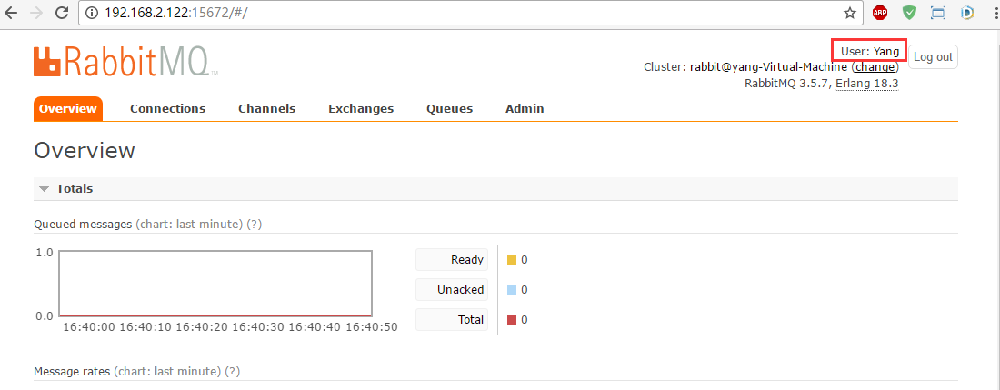 192.168.2.122:15672/#/
ABP
RabbitMQ™
User: Yang
Log out
Cluster: rabbit@yang-Virtual-Machine (change)
RabbitMQ 3.5.7, Erlang 18.3
Overview Connections Channels Exchanges Queues Admin
Overview
Totals
Queued messages (chart: last minute) (?)
1.0
0.0
16:40:00 16:40:10 16:40:20 16:40:30 16:40:40 16:40:50
Ready 0
Unacked 0
Total 0
Message rates (chart: last minute) (?)